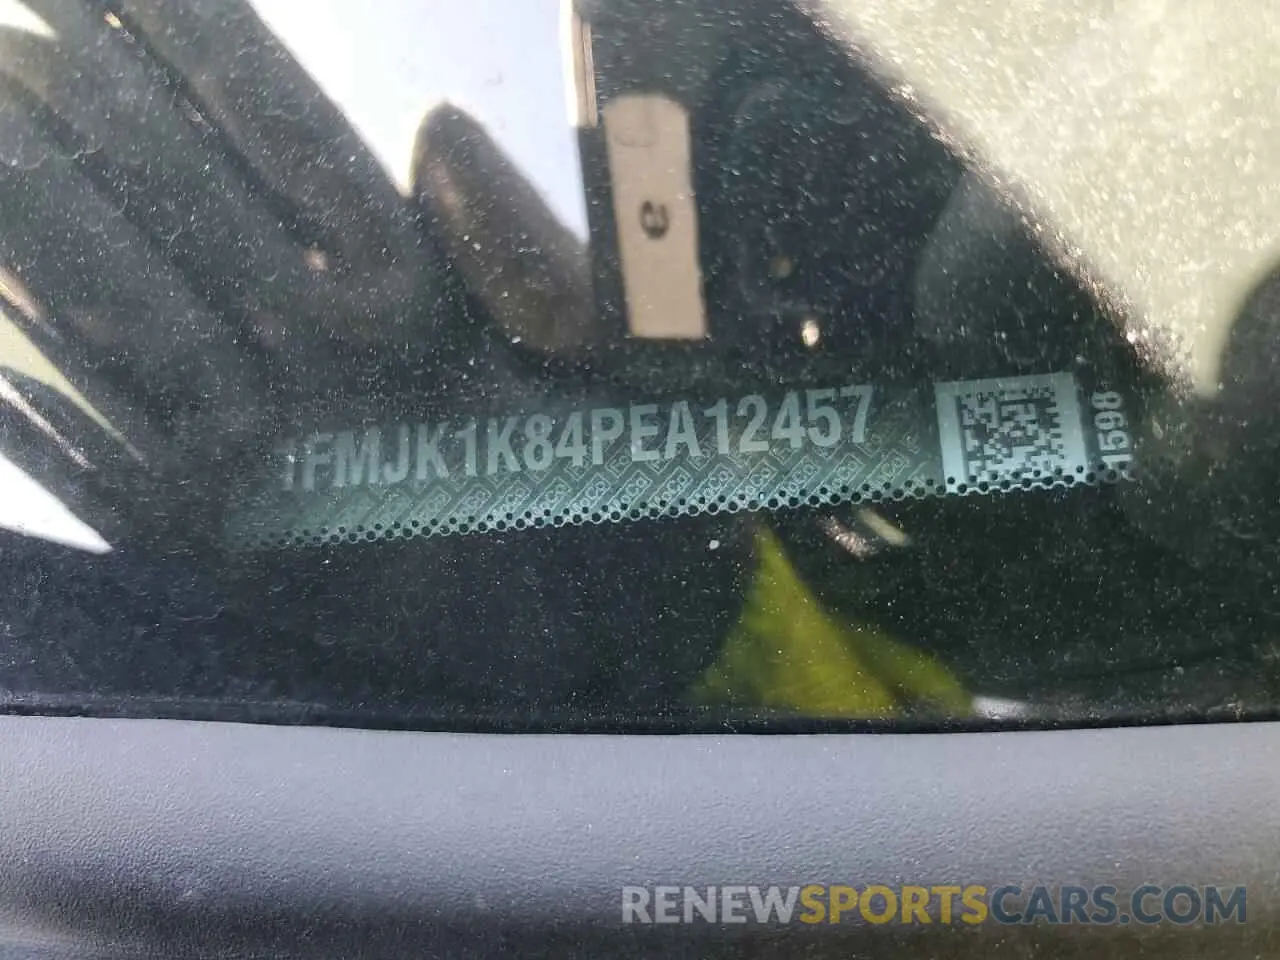 e
1FMJK1K84PEA12457
1598
RENEWSPORTSCARS.COM